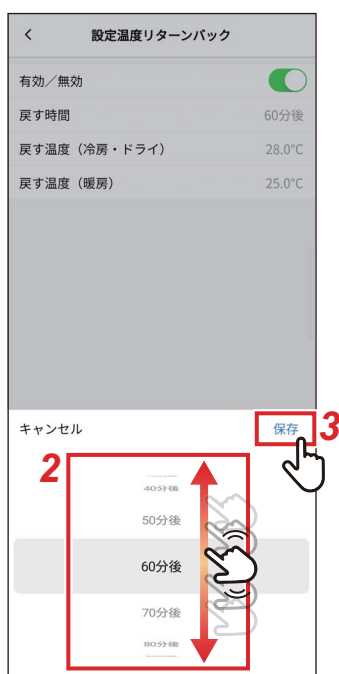 設定温度リターンバック
有効／無効
戻す時間 60分後
戻す温度（冷房・ドライ） 28.0°C
戻す温度（暖房） 25.0°C
キャンセル 保存 3
2
40分後
50分後
60分後
70分後
80分後